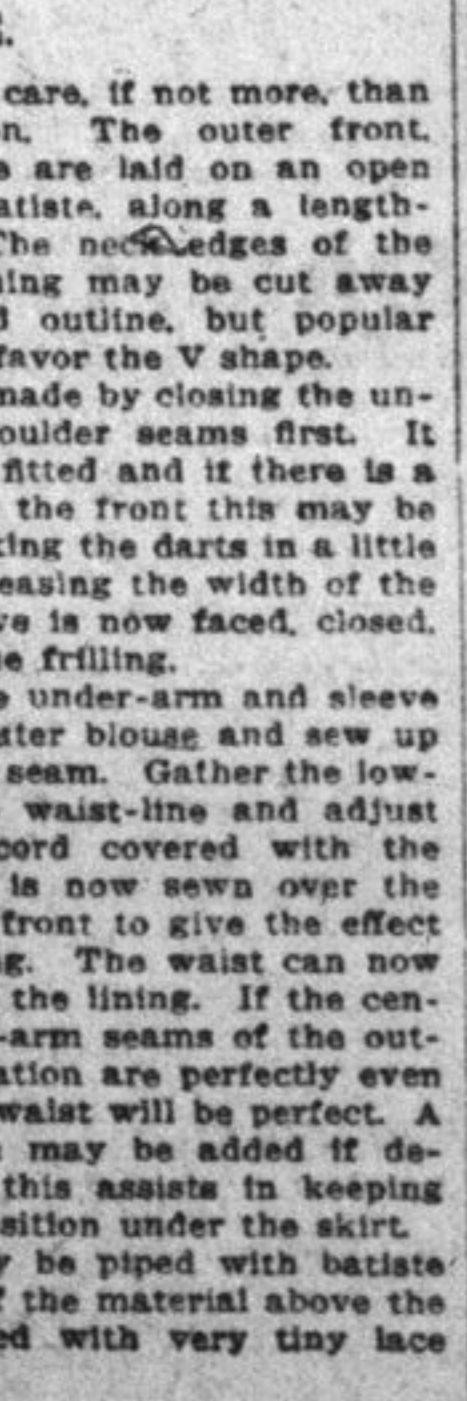 care, if not more, than
n. The outer front,
s are laid on an open
atiste, along a length-
The neck edges of the
ning may be cut away
d outline, but popular
favor the V shape.
made by closing the un-
oulder seams first. It
fitted and if there is a
the front this may be
king the darts in a little
easing the width of the
ve is now faced, closed,
e frilling.
e under-arm and sleeve
uter blouse and sew up
seam. Gather the low-
waist-line and adjust
cord covered with the
is now sewn over the
front to give the effect
ng. The waist can now
the lining. If the cen-
-arm seams of the out-
ation are perfectly even
waist will be perfect. A
may be added if de-
this assists in keeping
sition under the skirt.
y be piped with batiste
f the material above the
ed with very tiny lace